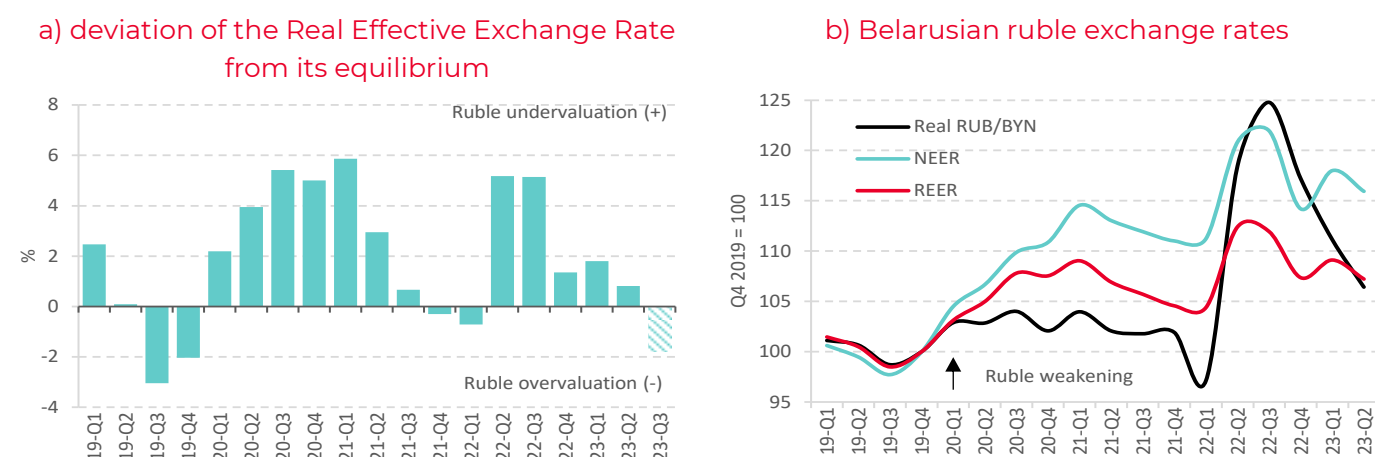 a) deviation of the Real Effective Exchange Rate
from its equilibrium
8
6
4
2
0
-2
-4
%
Ruble undervaluation (+)
Ruble overvaluation (-)
19-Q1
19-Q2
19-Q3
19-Q4
20-Q1
20-Q2
20-Q3
20-Q4
21-Q1
21-Q2
21-Q3
21-Q4
22-Q1
22-Q2
22-Q3
22-Q4
23-Q1
23-Q2
23-Q3
b) Belarusian ruble exchange rates
125
120
115
110
105
100
95
Q4 2019 = 100
Real RUB/BYN
NEER
REER
Ruble weakening
19-Q1
19-Q2
19-Q3
19-Q4
20-Q1
20-Q2
20-Q3
20-Q4
21-Q1
21-Q2
21-Q3
21-Q4
22-Q1
22-Q2
22-Q3
22-Q4
23-Q1
23-Q2